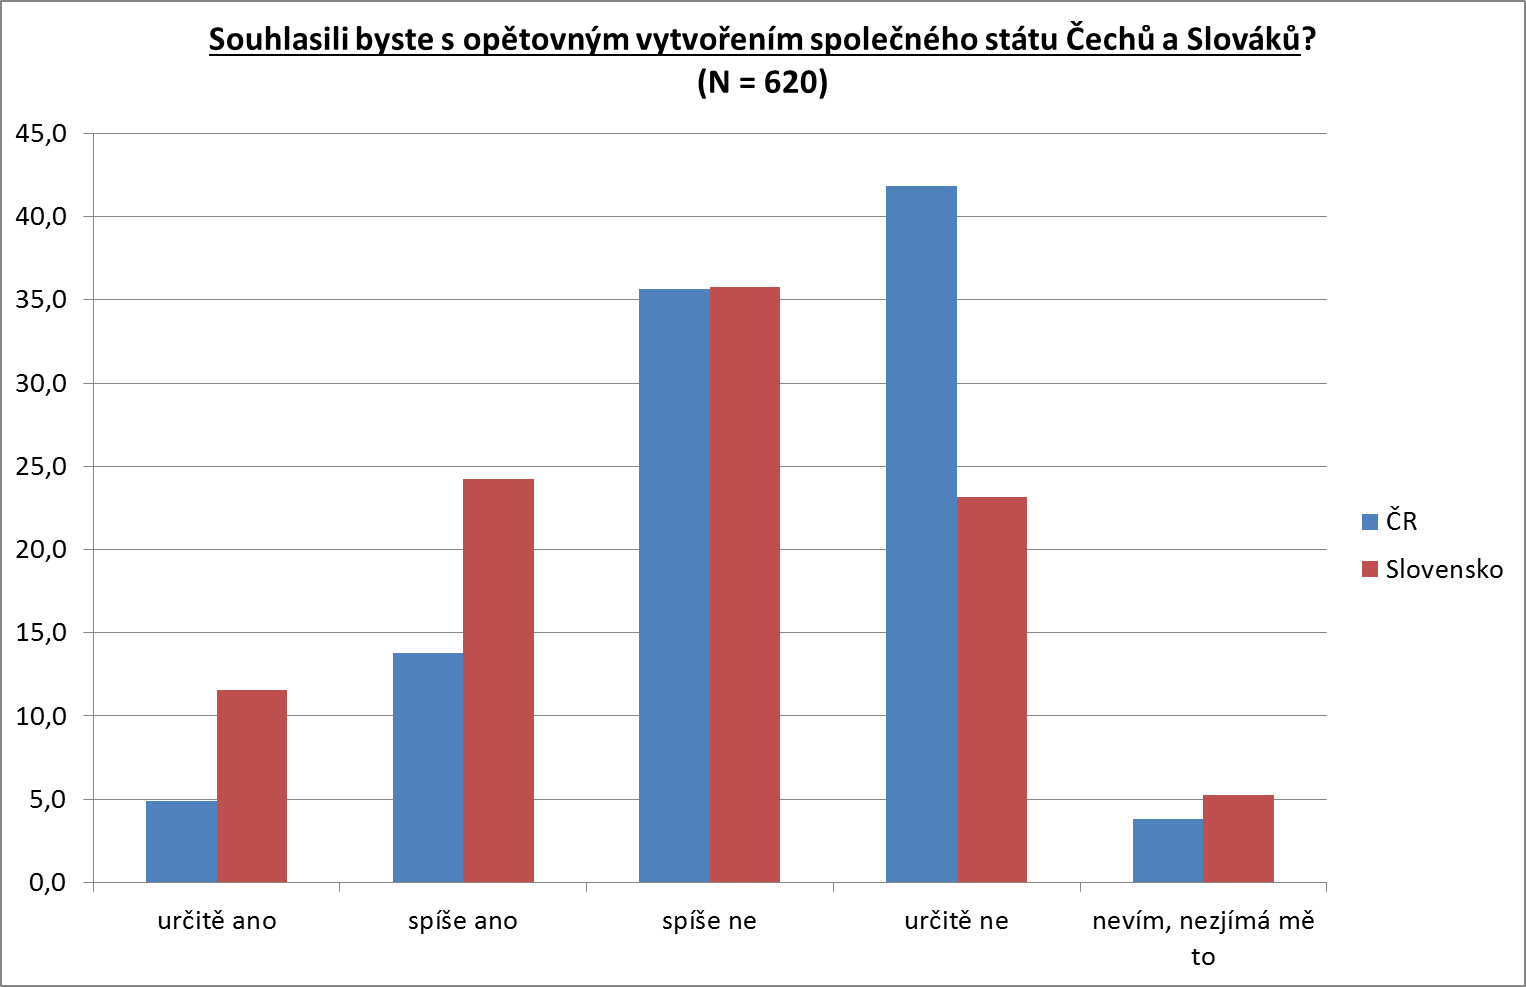 Souhlasili byste s opětovným vytvořením společného státu Čechů a Slováků?
(N = 620)
45,0
40,0
35,0
30,0
25,0
20,0
15,0
10,0
5,0
0,0
určitě ano
spíše ano
spíše ne
určitě ne
nevím, nezjímá mě
to
ČR
Slovensko